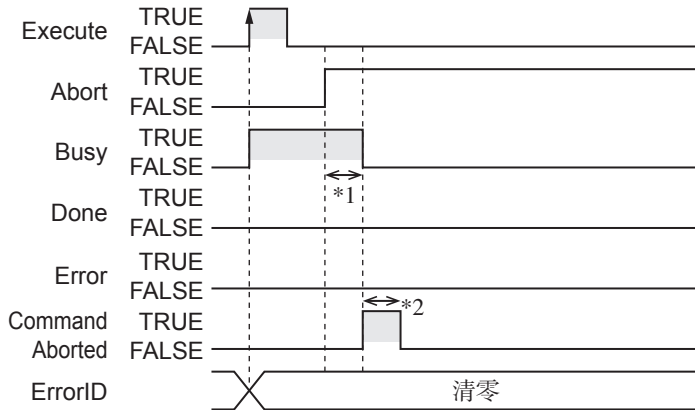 Execute TRUE
FALSE
Abort TRUE
FALSE
Busy TRUE
FALSE
*1
Done TRUE
FALSE
Error TRUE
FALSE
Command TRUE *2
Aborted FALSE
ErrorID 清零